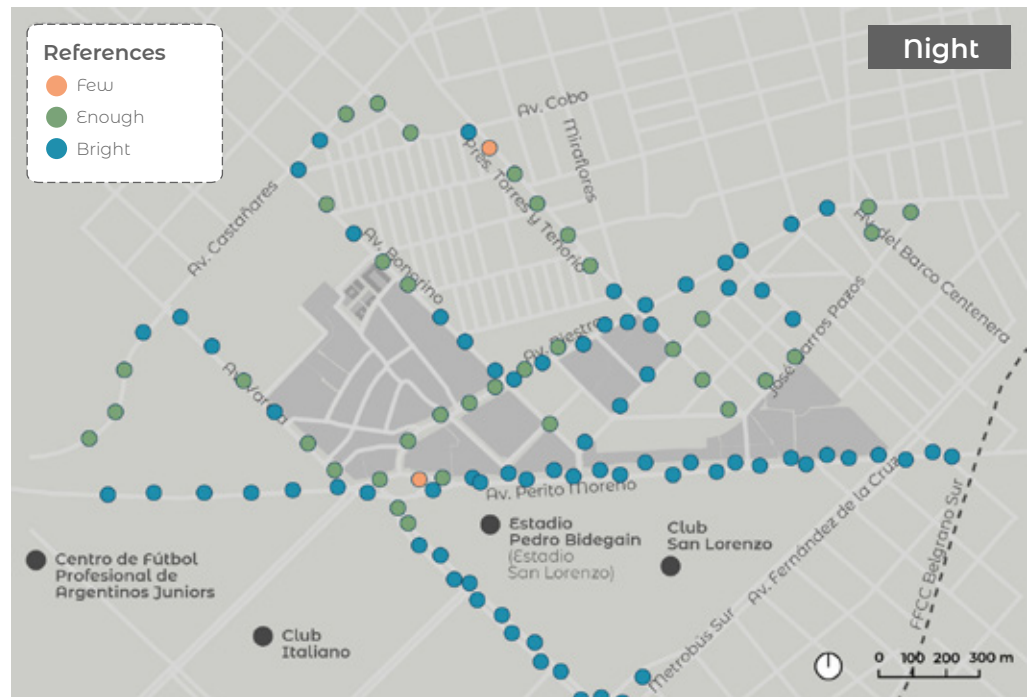 References
Few
Enough
Bright
Night
Av. Cobo
Miraflores
Pres. Torres y Tenorio
Av. Castañares
Av. Bonorino
Av. del Barco Centenera
Av. Riestra
José Barros Pazos
Av. Varela
Av. Perito Moreno
Av. Fernández de la Cruz
FFCC Belgrano Sur
Metrobús Sur
Estadio
Pedro Bidegain
(Estadio
San Lorenzo)
Club
San Lorenzo
Centro de Fútbol
Profesional de
Argentinos Juniors
Club
Italiano
0 100 200 300 m